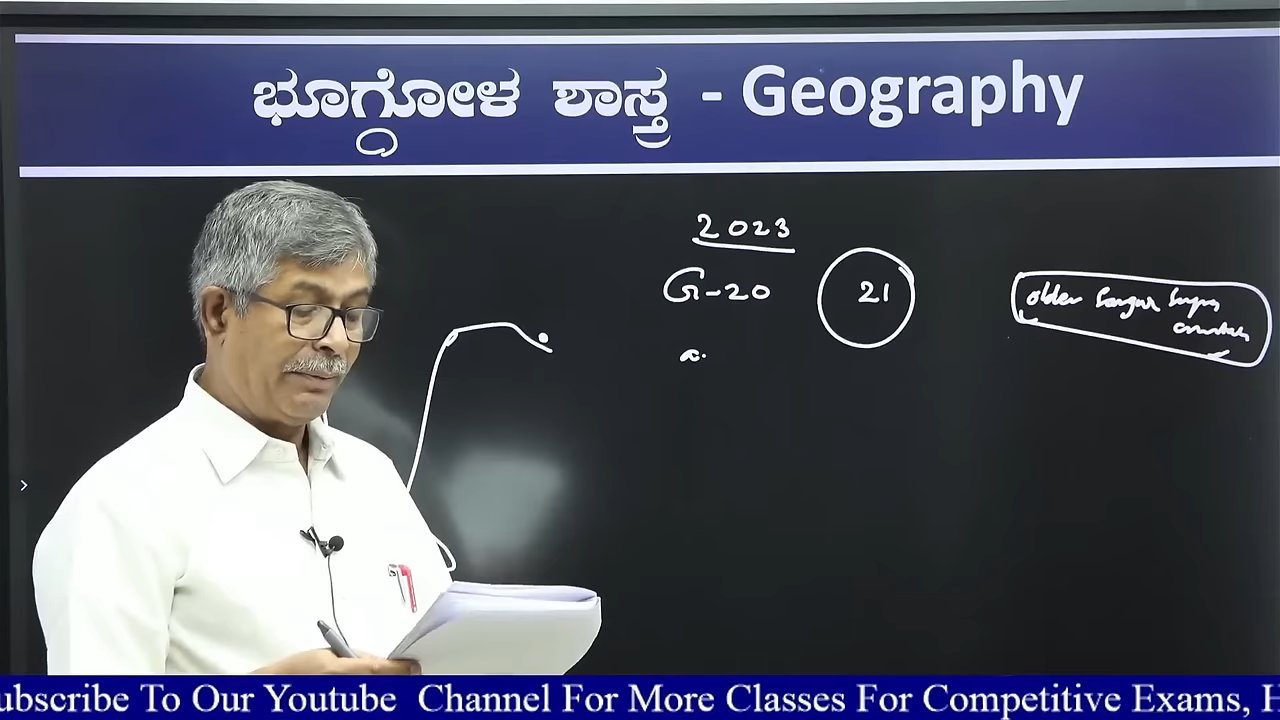 ಭೂಗ್ಗೋಳ ಶಾಸ್ತ್ರ - Geography
2023
G-20 21
a.
older
ubscribe To Our Youtube Channel For More Classes For Competitive Exams, H